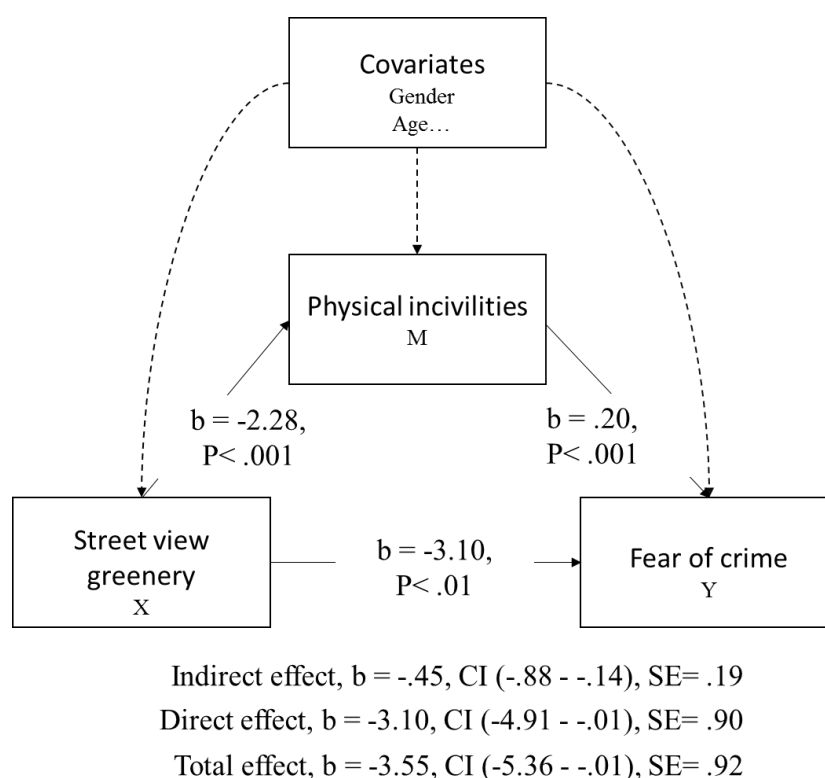 Covariates
Gender
Age...
Physical incivilities
M
b = -2.28,
P< .001
b = .20,
P< .001
Street view
greenery
X
b = -3.10,
P< .01
Fear of crime
Y
Indirect effect, b = -.45, CI (-.88 - -.14), SE= .19
Direct effect, b = -3.10, CI (-4.91 - -.01), SE= .90
Total effect, b = -3.55, CI (-5.36 - -.01), SE= .92